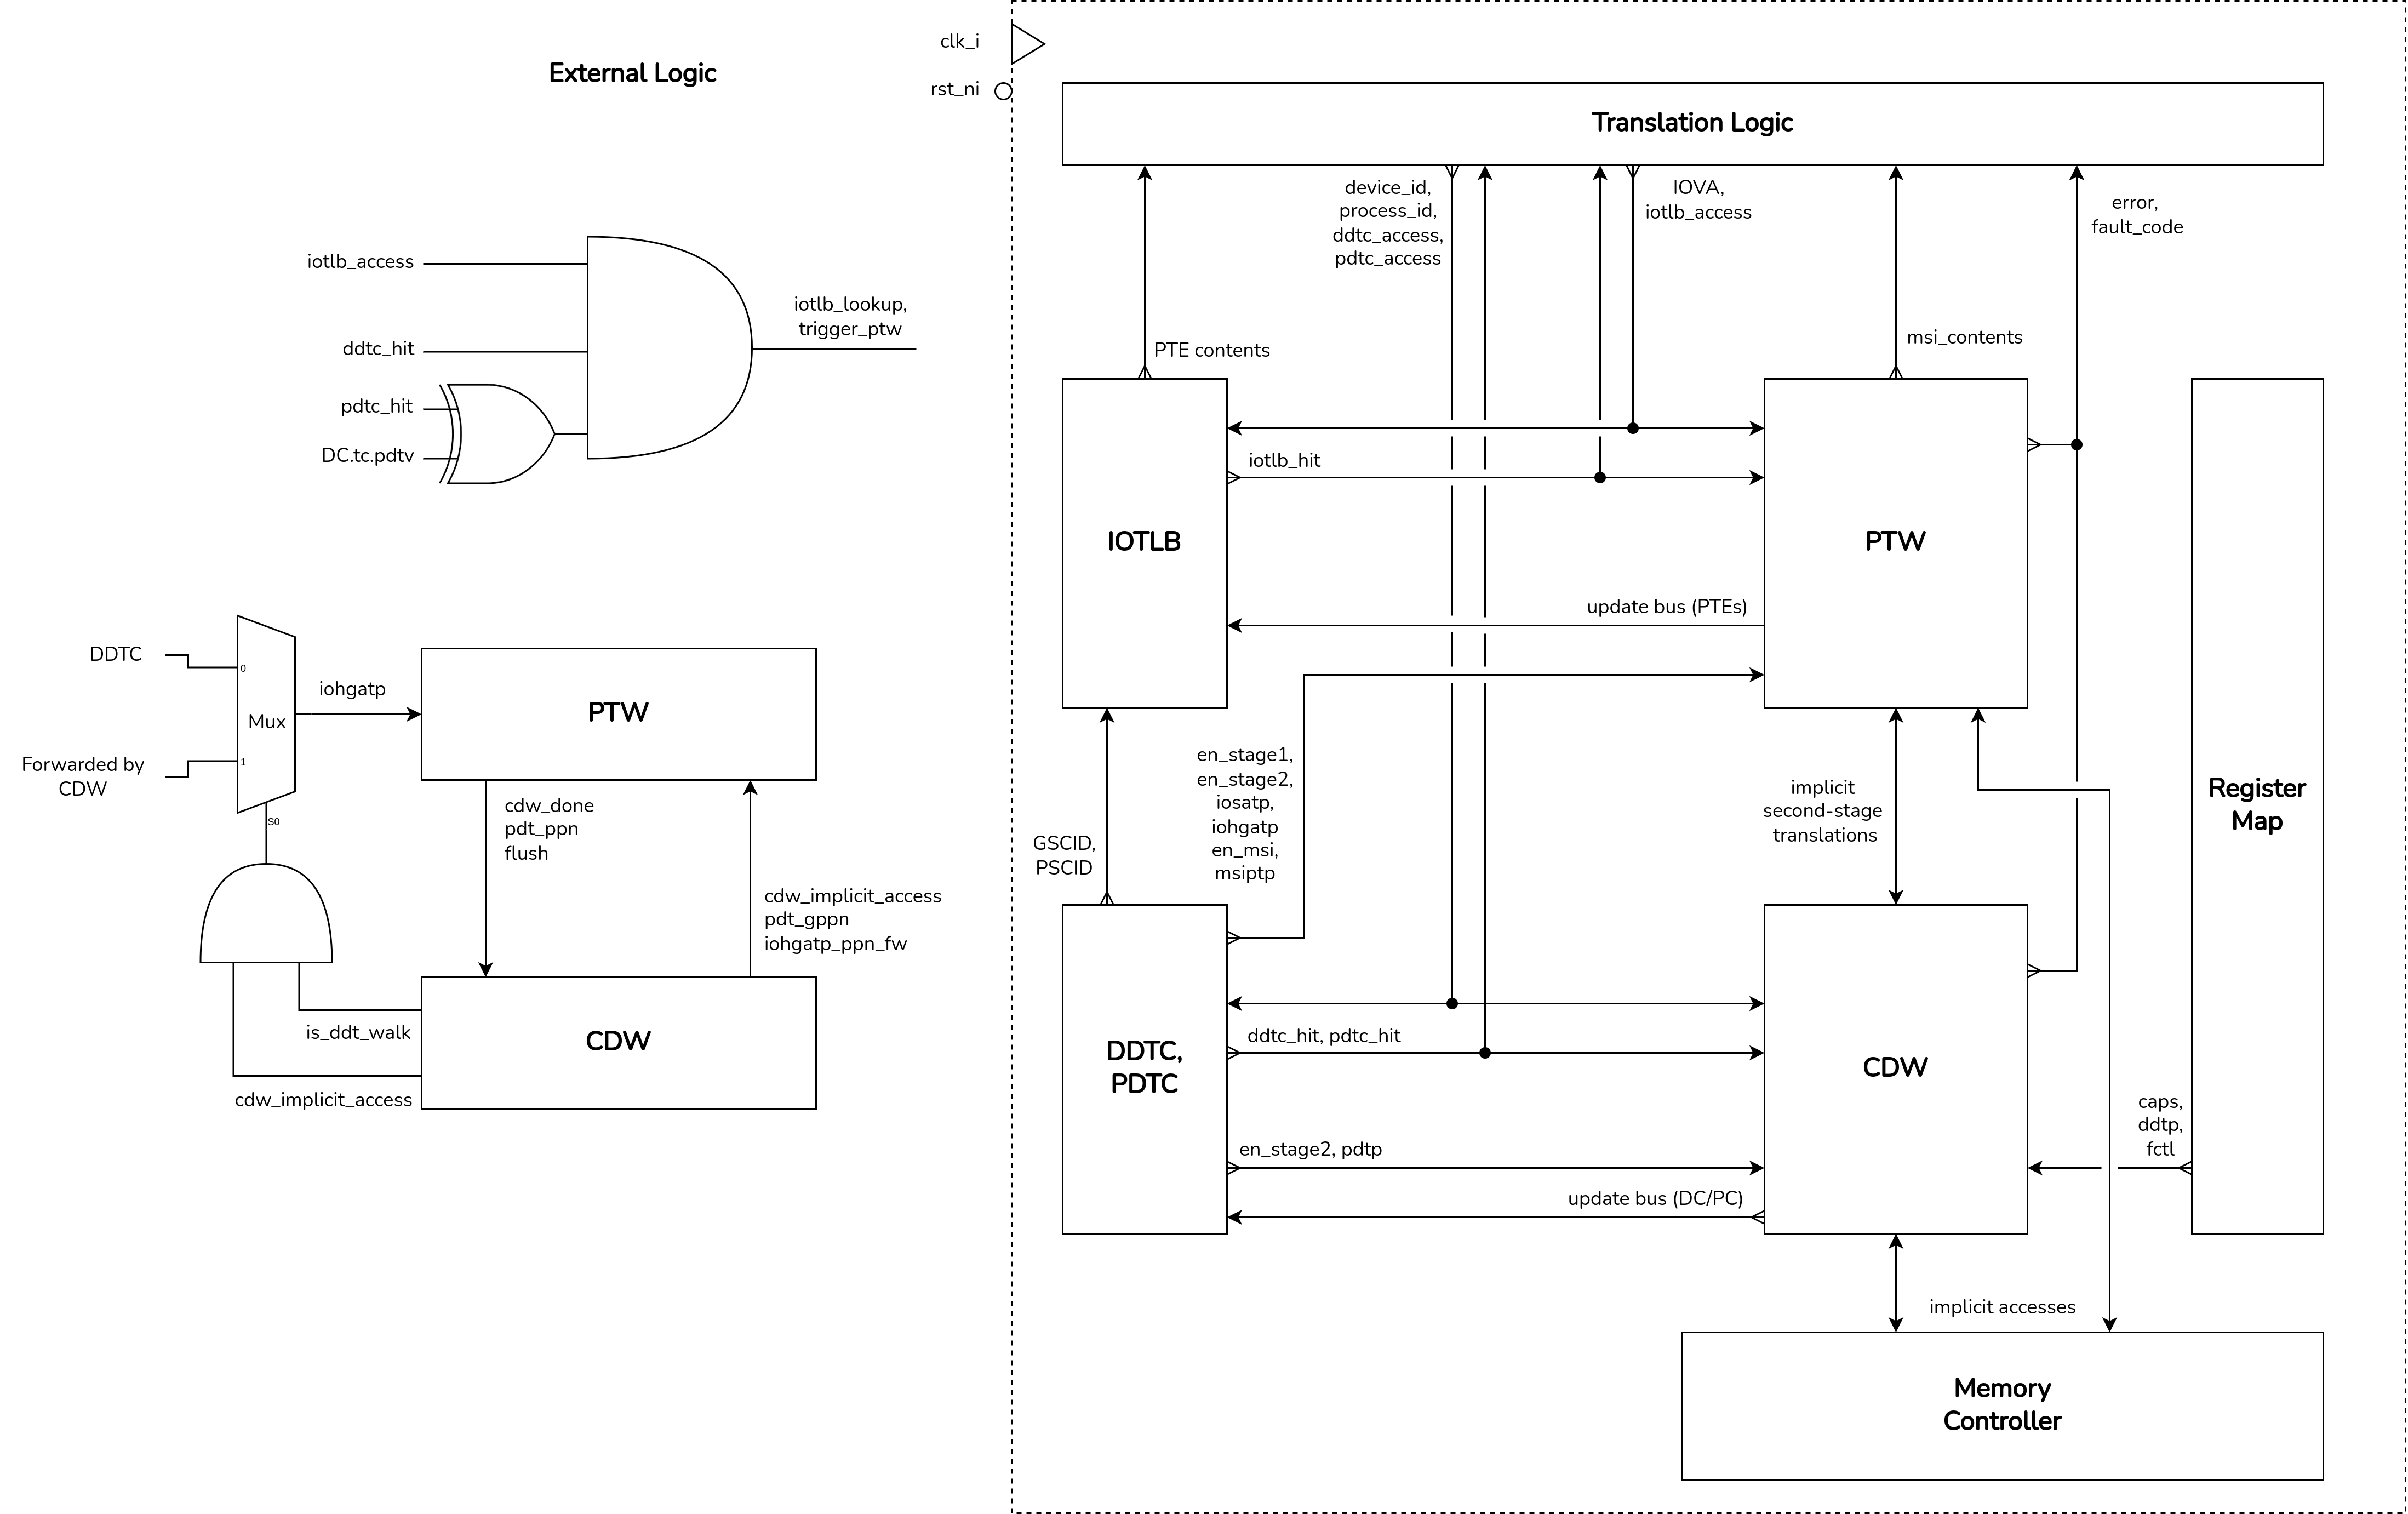 External Logic
clk_i
rst_ni
iotlb_access
ddtc_hit
pdtc_hit
DC.tc.pdtv
iotlb_lookup,
trigger_ptw
DDTC
0
Forwarded by
CDW
1
Mux
S0
iohgatp
PTW
cdw_done
pdt_ppn
flush
cdw_implicit_access
pdt_gppn
iohgatp_ppn_fw
is_ddt_walk
CDW
cdw_implicit_access
Translation Logic
device_id,
process_id,
ddtc_access,
pdtc_access
IOVA,
iotlb_access
error,
fault_code
PTE contents
msi_contents
iotlb_hit
IOTLB
PTW
update bus (PTEs)
en_stage1,
en_stage2,
iosatp,
iohgatp
en_msi,
msiptp
GSCID,
PSCID
implicit
second-stage
translations
Register
Map
ddtc_hit, pdtc_hit
DDTC,
PDTC
CDW
caps,
ddtp,
fctl
en_stage2, pdtp
update bus (DC/PC)
implicit accesses
Memory
Controller